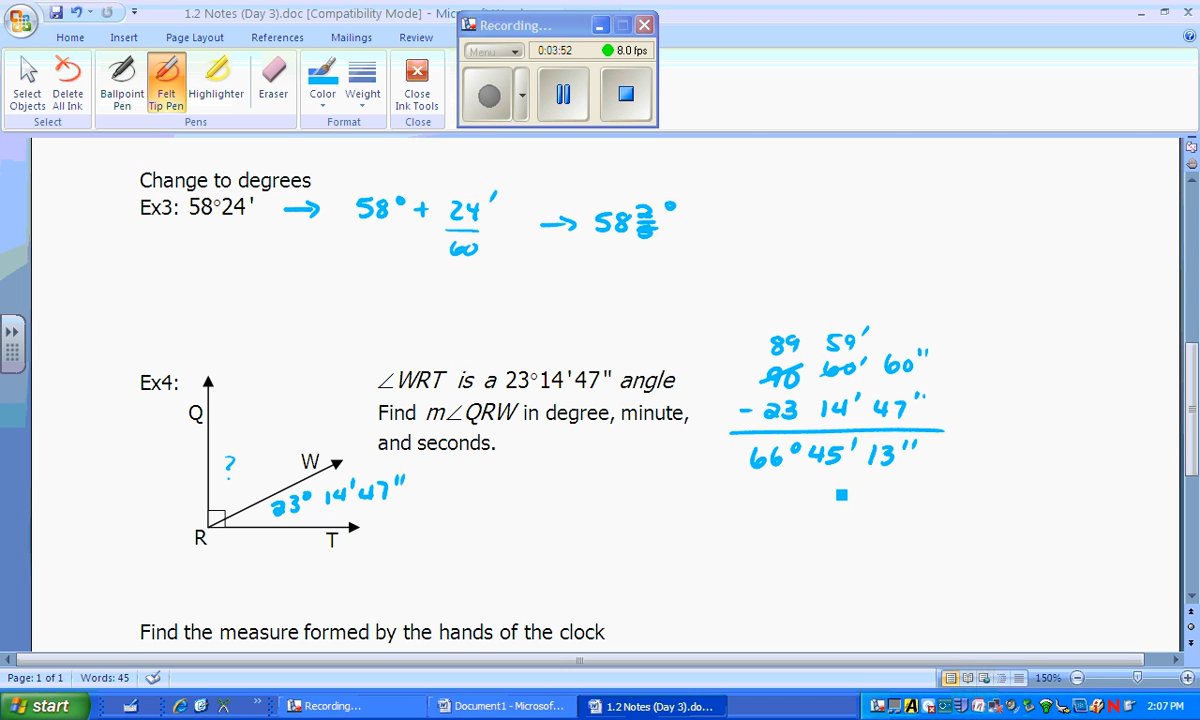 1.2 Notes (Day 3).doc [Compatibility Mode] - Mic
Recording...
Home Insert Page Layout References Mailings Review
Menu 0:03:52 8.0 fps
Select Objects Delete All Ink Ballpoint Pen Felt Tip Pen Highlighter Eraser Color Weight Close Ink Tools
Select Pens Format Close
Change to degrees
Ex3: 58°24' → 58° + 24'/60 → 58 2/5°
89 59'
90 60' 60"
- 23 14' 47"
66° 45' 13"
Ex4: ∠WRT is a 23°14'47" angle
Q Find m∠QRW in degree, minute,
and seconds.
? W
23° 14' 47"
R T
Find the measure formed by the hands of the clock
Page: 1 of 1 Words: 45 150%
start Recording... Document1 - Microsof... 1.2 Notes (Day 3).do... 2:07 PM